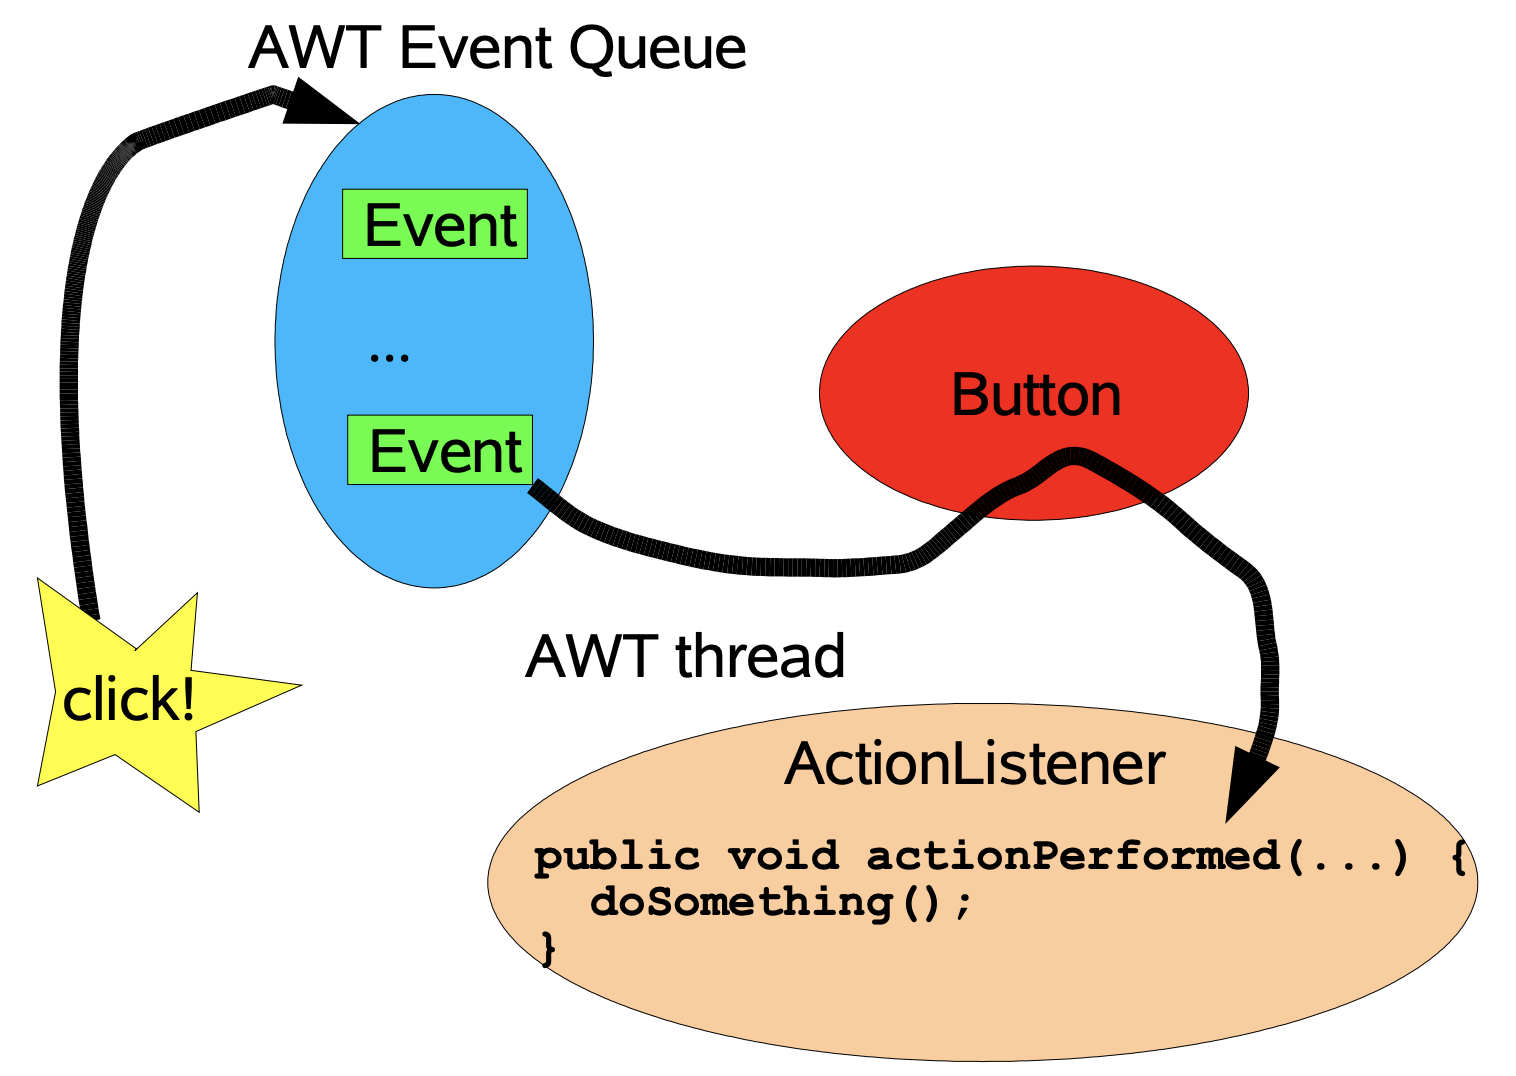 AWT Event Queue
Event
...
Event
Button
click!
AWT thread
ActionListener
public void actionPerformed(...) {
  doSomething();
}